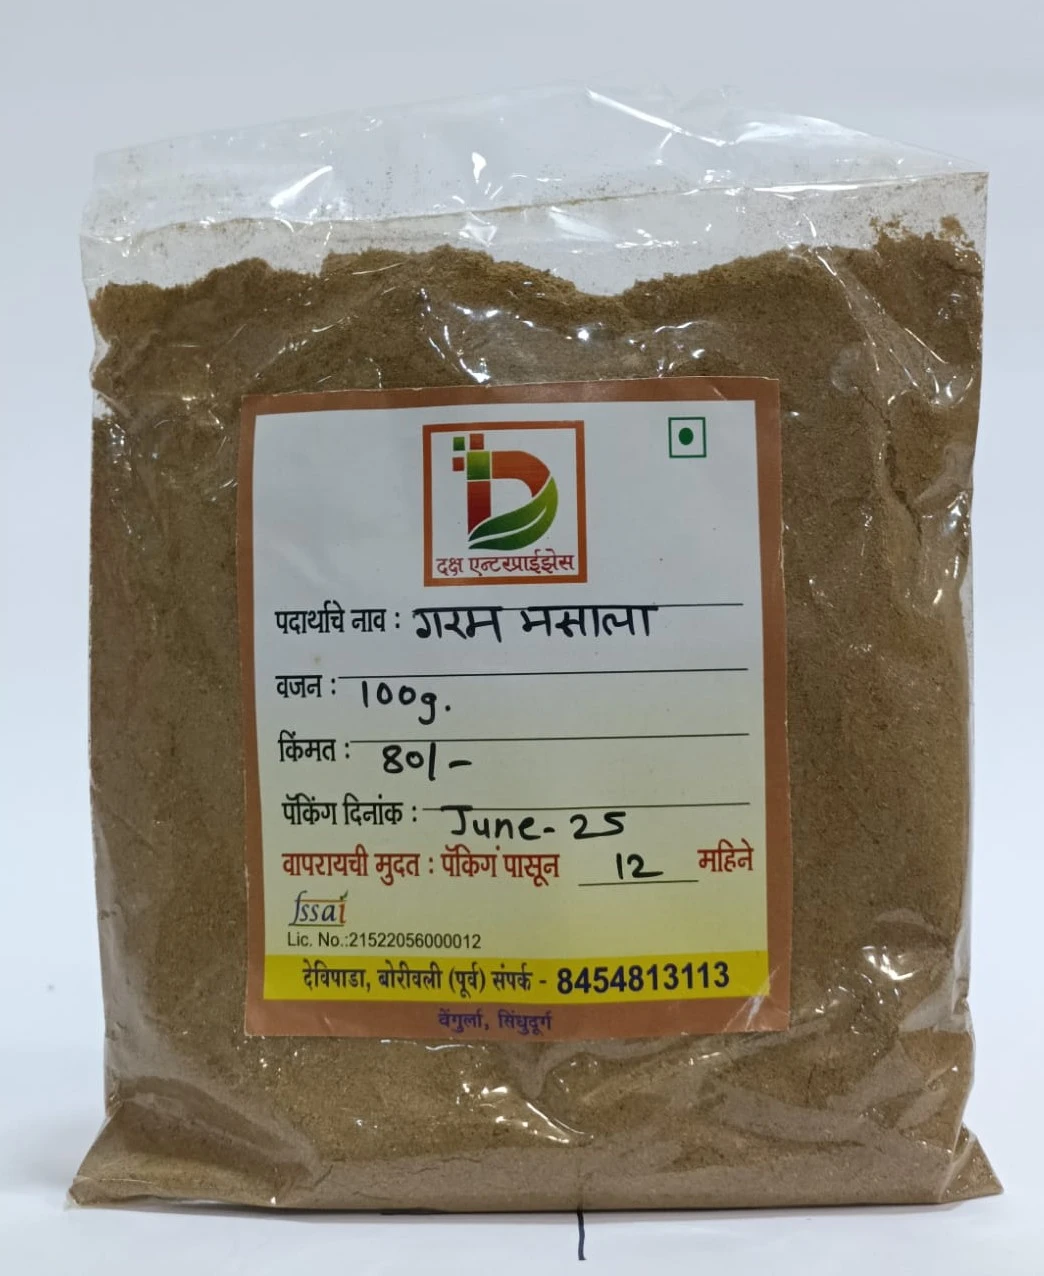 दक्ष एन्टरप्राईझेस
पदार्थाचे नाव : गरम मसाला
वजन : 100g.
किंमत : 80/-
पॅकिंग दिनांक : June-25
वापरायची मुदत : पॅकिगं पासून 12 महिने
fssai
Lic. No.:21522056000012
देविपाडा, बोरीवली (पूर्व) संपर्क - 8454813113
वेंगुर्ला, सिंधुदूर्ग